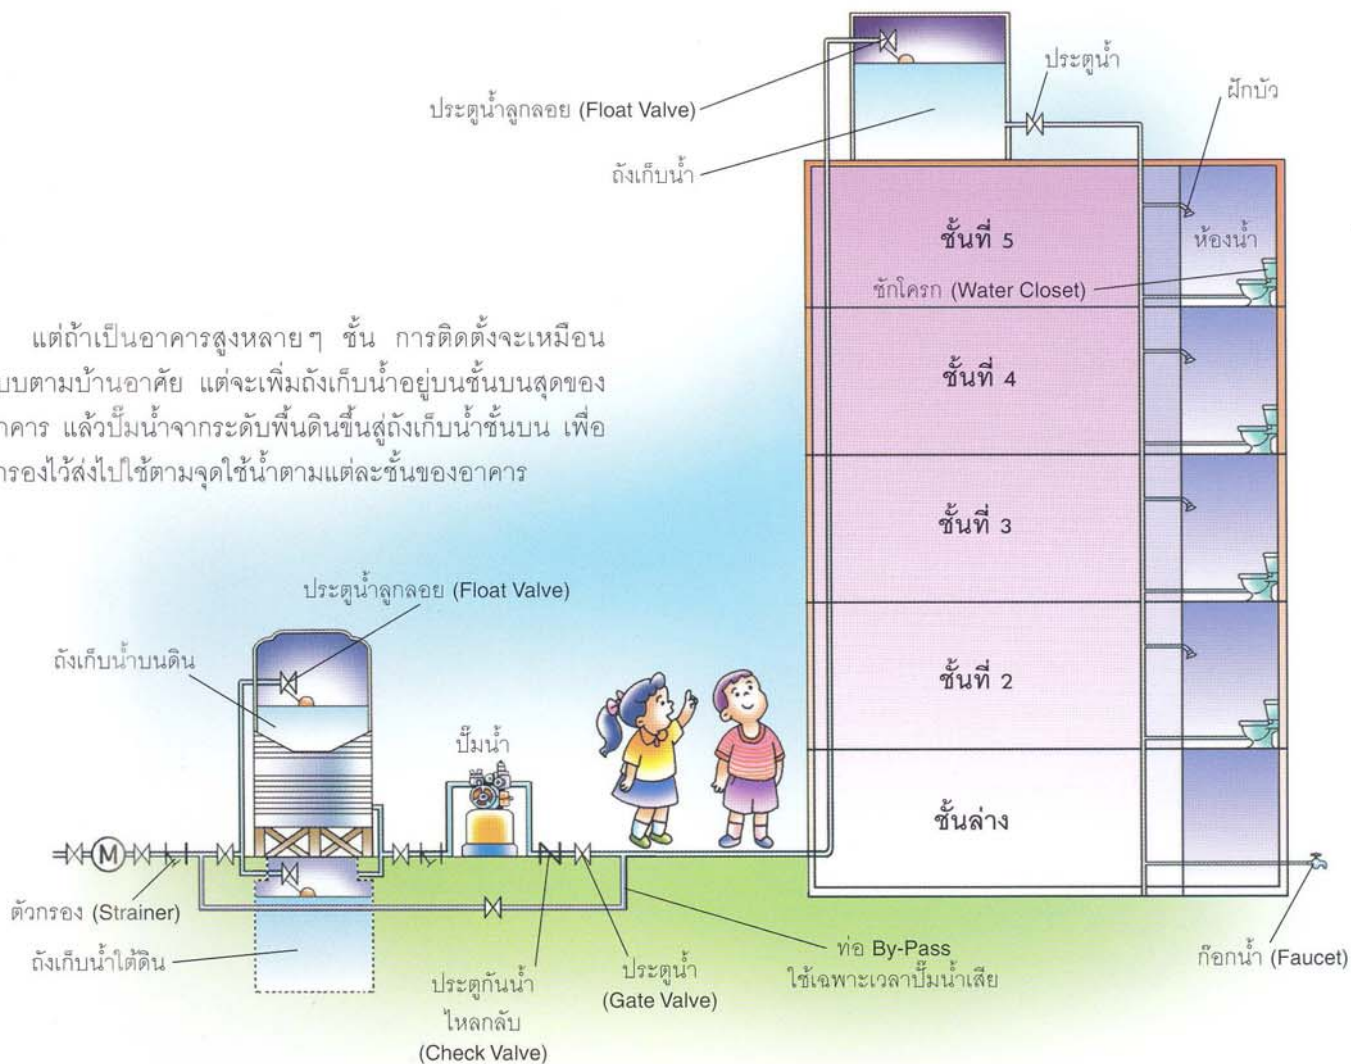 ประตูน้ำลูกลอย (Float Valve)
ประตูน้ำ
ฝักบัว
ถังเก็บน้ำ
ชั้นที่ 5
ห้องน้ำ
ชักโครก (Water Closet)
แต่ถ้าเป็นอาคารสูงหลายๆ ชั้น การติดตั้งจะเหมือน
บบตามบ้านอาศัย แต่จะเพิ่มถังเก็บน้ำอยู่บนชั้นบนสุดของ
าคาร แล้วปั๊มน้ำจากระดับพื้นดินขึ้นสู่ถังเก็บน้ำชั้นบน เพื่อ
ำรองไว้ส่งไปใช้ตามจุดใช้น้ำตามแต่ละชั้นของอาคาร
ชั้นที่ 4
ชั้นที่ 3
ประตูน้ำลูกลอย (Float Valve)
ถังเก็บน้ำบนดิน
ชั้นที่ 2
ปั๊มน้ำ
ชั้นล่าง
M
ตัวกรอง (Strainer)
ถังเก็บน้ำใต้ดิน
ประตูกันน้ำ
ไหลกลับ
(Check Valve)
ประตูน้ำ
(Gate Valve)
ท่อ By-Pass
ใช้เฉพาะเวลาปั๊มน้ำเสีย
ก๊อกน้ำ (Faucet)